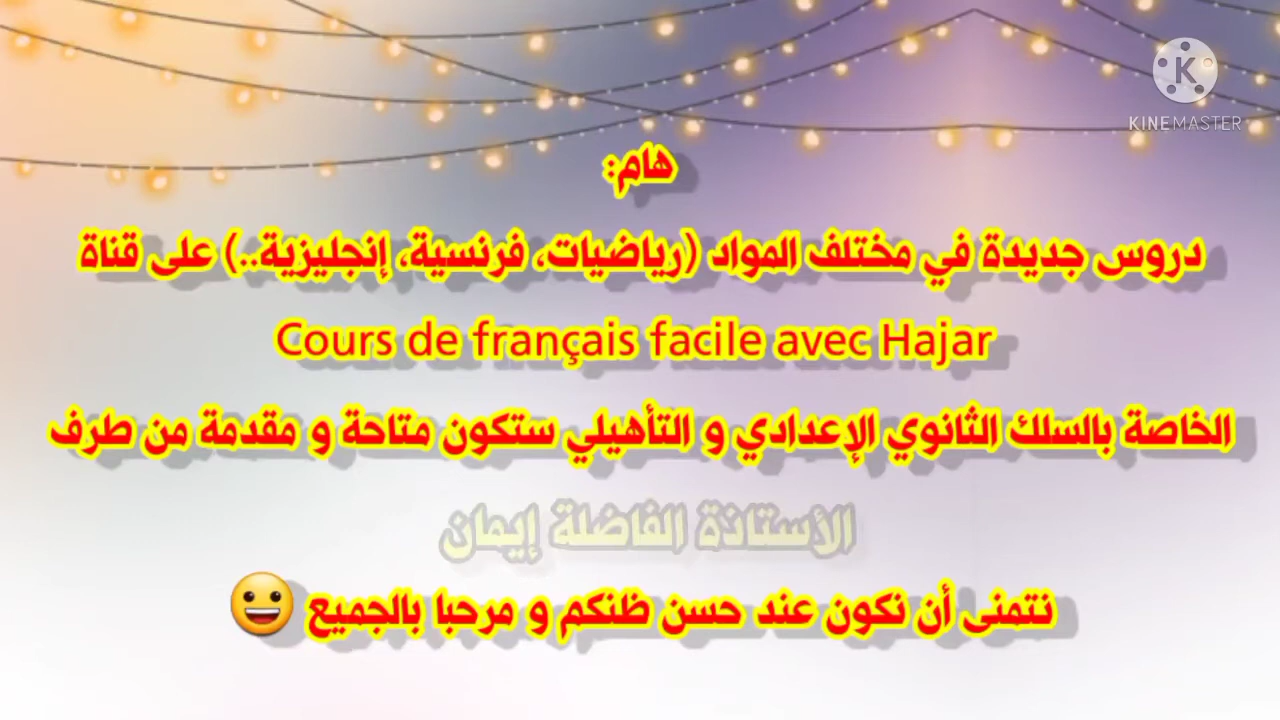 K
KINEMASTER
هام:
دروس جديدة في مختلف المواد (رياضيات، فرنسية، إنجليزية..) على قناة
Cours de français facile avec Hajar
الخاصة بالسلك الثانوي الإعدادي و التأهيلي ستكون متاحة و مقدمة من طرف
الأستاذة الفاضلة إيمان
نتمنى أن نكون عند حسن ظنكم و مرحبا بالجميع 😀